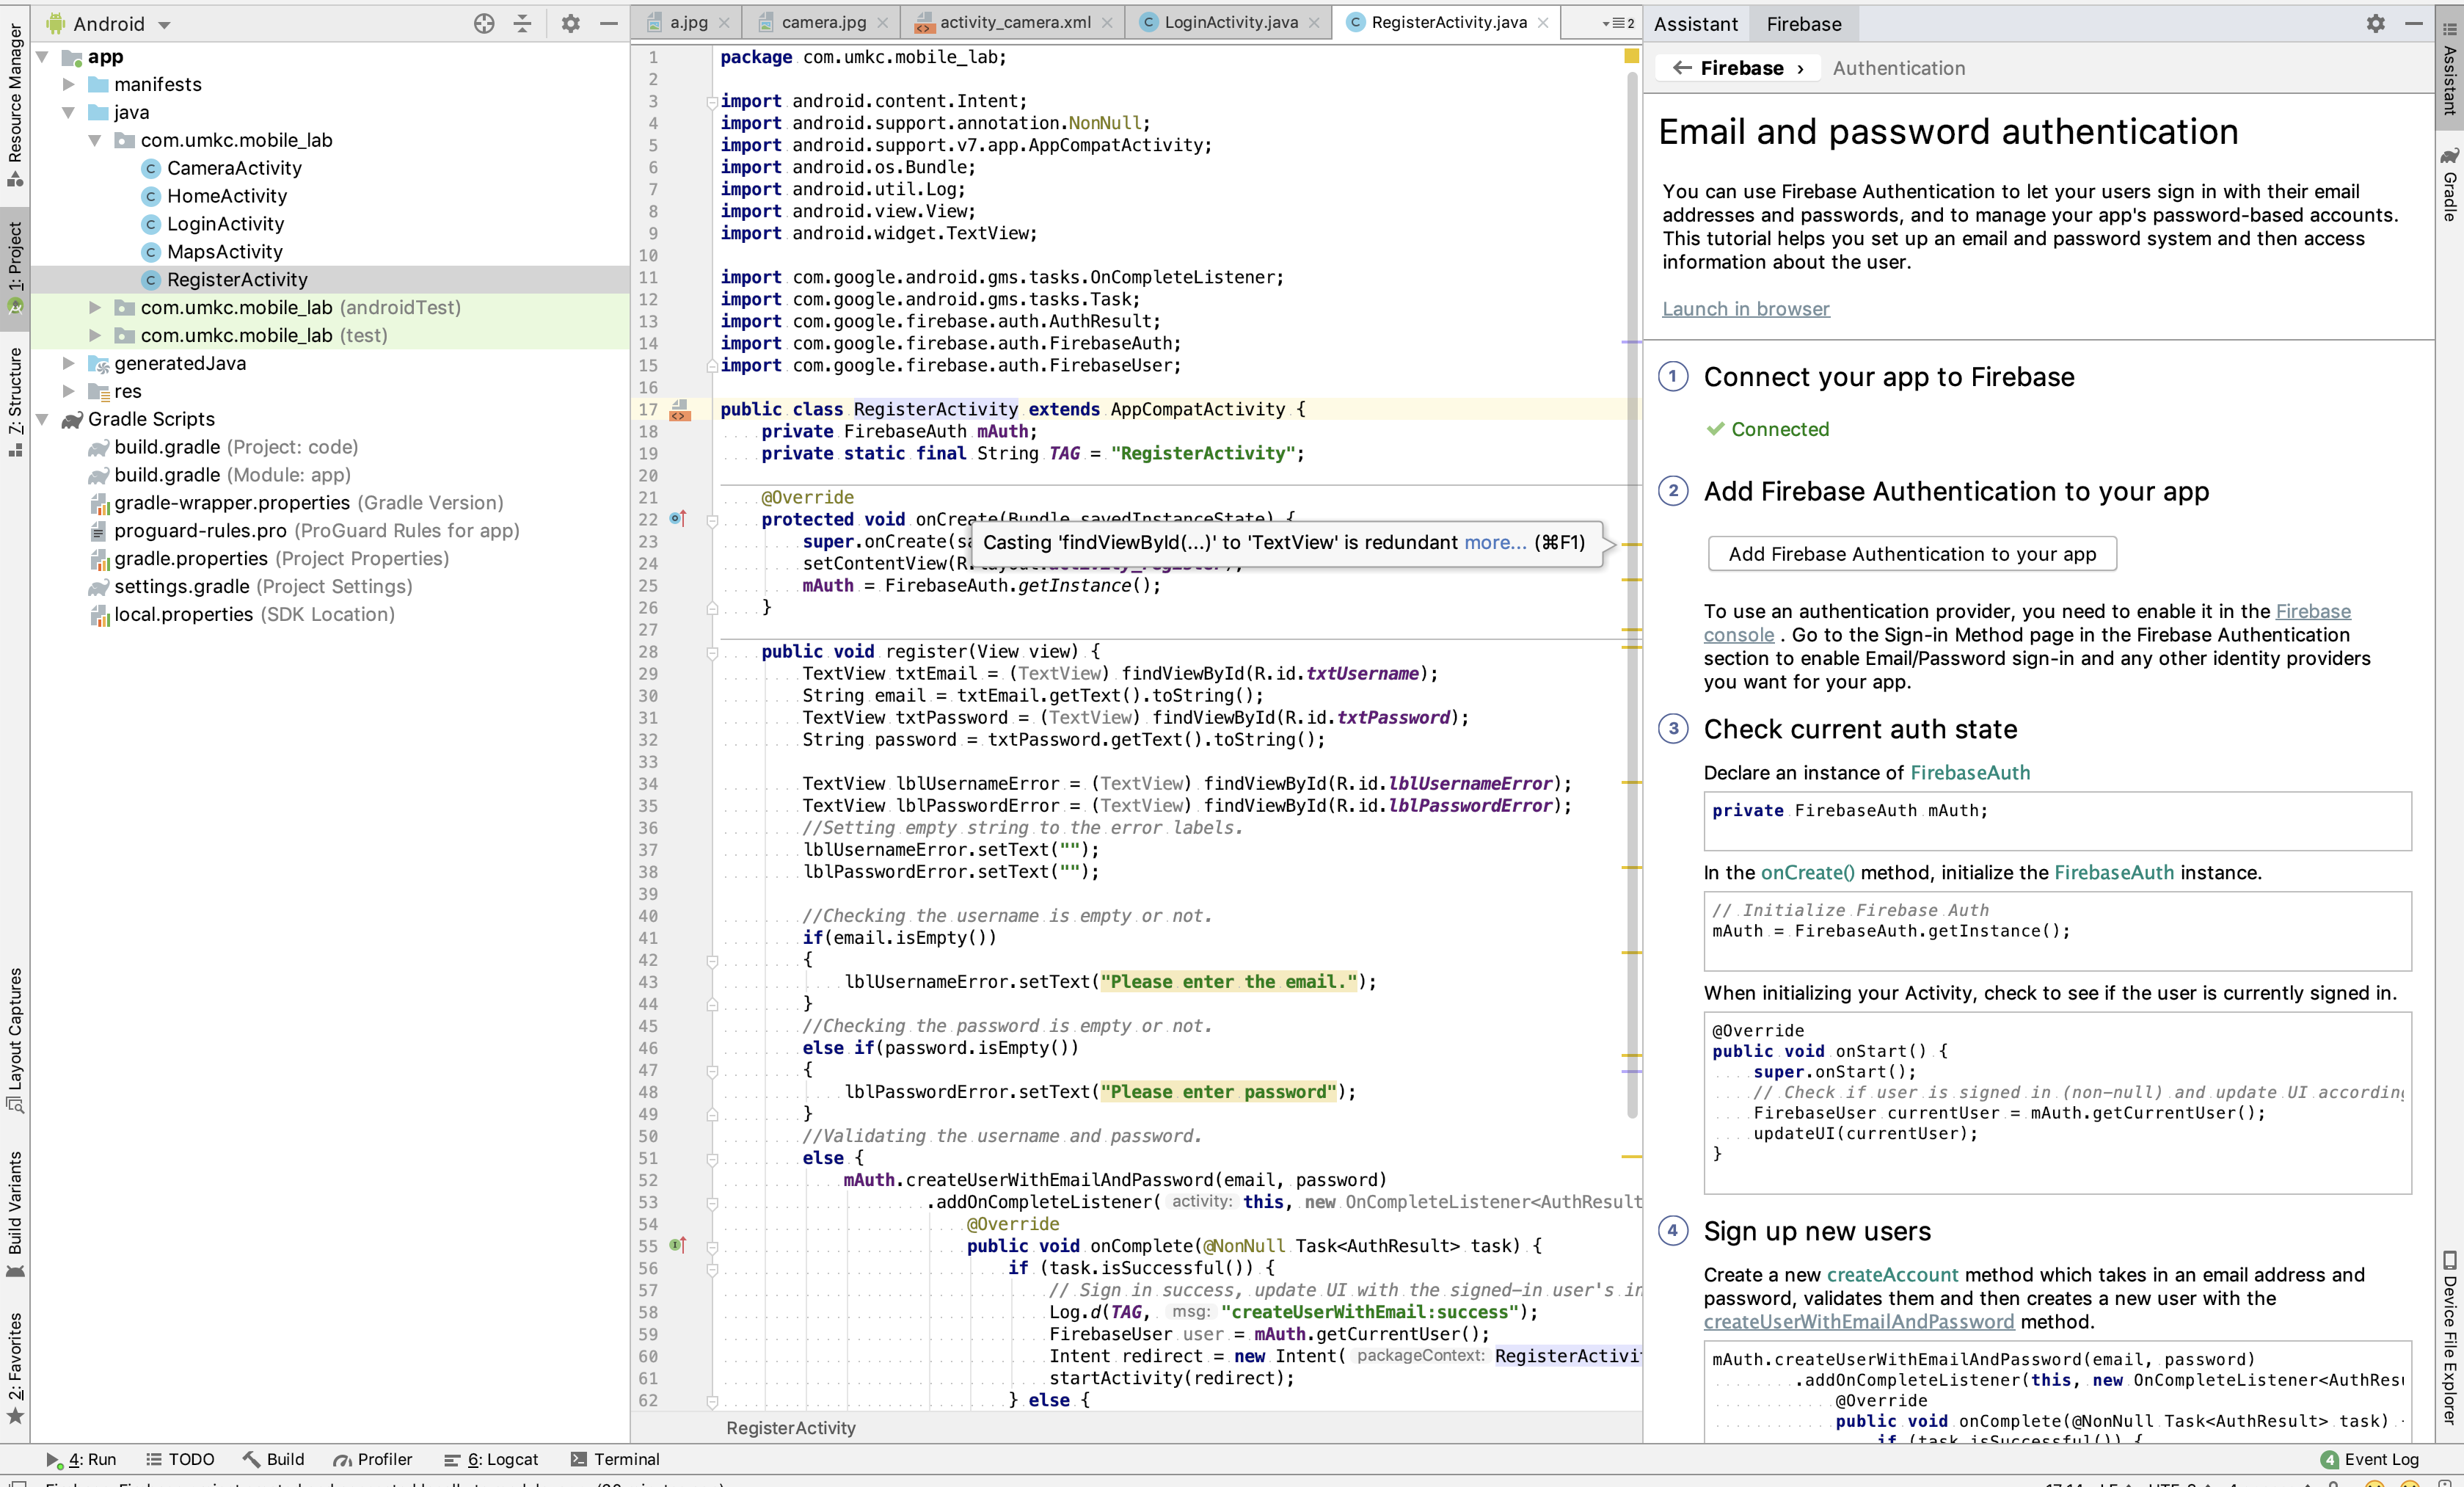 Android
a.jpg
camera.jpg
activity_camera.xml
LoginActivity.java
RegisterActivity.java
2
Assistant
Firebase
Resource Manager
1: Project
Z: Structure
Layout Captures
Build Variants
2: Favorites
app
manifests
java
com.umkc.mobile_lab
CameraActivity
HomeActivity
LoginActivity
MapsActivity
RegisterActivity
com.umkc.mobile_lab (androidTest)
com.umkc.mobile_lab (test)
generatedJava
res
Gradle Scripts
build.gradle (Project: code)
build.gradle (Module: app)
gradle-wrapper.properties (Gradle Version)
proguard-rules.pro (ProGuard Rules for app)
gradle.properties (Project Properties)
settings.gradle (Project Settings)
local.properties (SDK Location)
1 package com.umkc.mobile_lab;
2
3 import android.content.Intent;
4 import android.support.annotation.NonNull;
5 import android.support.v7.app.AppCompatActivity;
6 import android.os.Bundle;
7 import android.util.Log;
8 import android.view.View;
9 import android.widget.TextView;
10
11 import com.google.android.gms.tasks.OnCompleteListener;
12 import com.google.android.gms.tasks.Task;
13 import com.google.firebase.auth.AuthResult;
14 import com.google.firebase.auth.FirebaseAuth;
15 import com.google.firebase.auth.FirebaseUser;
16
17 public class RegisterActivity extends AppCompatActivity {
18 private FirebaseAuth mAuth;
19 private static final String TAG = "RegisterActivity";
20
21 @Override
22 protected void onCreate(Bundle savedInstanceState) {
23 super.onCreate(sa
Casting 'findViewById(...)' to 'TextView' is redundant more... (⌘F1)
24 setContentView(R.layout.activity_register);
25 mAuth = FirebaseAuth.getInstance();
26 }
27
28 public void register(View view) {
29 TextView txtEmail = (TextView) findViewById(R.id.txtUsername);
30 String email = txtEmail.getText().toString();
31 TextView txtPassword = (TextView) findViewById(R.id.txtPassword);
32 String password = txtPassword.getText().toString();
33
34 TextView lblUsernameError = (TextView) findViewById(R.id.lblUsernameError);
35 TextView lblPasswordError = (TextView) findViewById(R.id.lblPasswordError);
36 //Setting empty string to the error labels.
37 lblUsernameError.setText("");
38 lblPasswordError.setText("");
39
40 //Checking the username is empty or not.
41 if(email.isEmpty())
42 {
43 lblUsernameError.setText("Please enter the email.");
44 }
45 //Checking the password is empty or not.
46 else if(password.isEmpty())
47 {
48 lblPasswordError.setText("Please enter password");
49 }
50 //Validating the username and password.
51 else {
52 mAuth.createUserWithEmailAndPassword(email, password)
53 .addOnCompleteListener( activity: this, new OnCompleteListener<AuthResult
54 @Override
55 public void onComplete(@NonNull Task<AuthResult> task) {
56 if (task.isSuccessful()) {
57 // Sign in success, update UI with the signed-in user's in
58 Log.d(TAG, msg: "createUserWithEmail:success");
59 FirebaseUser user = mAuth.getCurrentUser();
60 Intent redirect = new Intent( packageContext: RegisterActivit
61 startActivity(redirect);
62 } else {
RegisterActivity
← Firebase › Authentication
Email and password authentication
You can use Firebase Authentication to let your users sign in with their email
addresses and passwords, and to manage your app's password-based accounts.
This tutorial helps you set up an email and password system and then access
information about the user.
Launch in browser
1 Connect your app to Firebase
Connected
2 Add Firebase Authentication to your app
Add Firebase Authentication to your app
To use an authentication provider, you need to enable it in the Firebase
console . Go to the Sign-in Method page in the Firebase Authentication
section to enable Email/Password sign-in and any other identity providers
you want for your app.
3 Check current auth state
Declare an instance of FirebaseAuth
private FirebaseAuth mAuth;
In the onCreate() method, initialize the FirebaseAuth instance.
// Initialize Firebase Auth
mAuth = FirebaseAuth.getInstance();
When initializing your Activity, check to see if the user is currently signed in.
@Override
public void onStart() {
super.onStart();
// Check if user is signed in (non-null) and update UI according
FirebaseUser currentUser = mAuth.getCurrentUser();
updateUI(currentUser);
}
4 Sign up new users
Create a new createAccount method which takes in an email address and
password, validates them and then creates a new user with the
createUserWithEmailAndPassword method.
mAuth.createUserWithEmailAndPassword(email, password)
.addOnCompleteListener(this, new OnCompleteListener<AuthResu
@Override
public void onComplete(@NonNull Task<AuthResult> task)
if (task.isSuccessful()) {
Assistant
Gradle
Device File Explorer
4: Run
TODO
Build
Profiler
6: Logcat
Terminal
4 Event Log